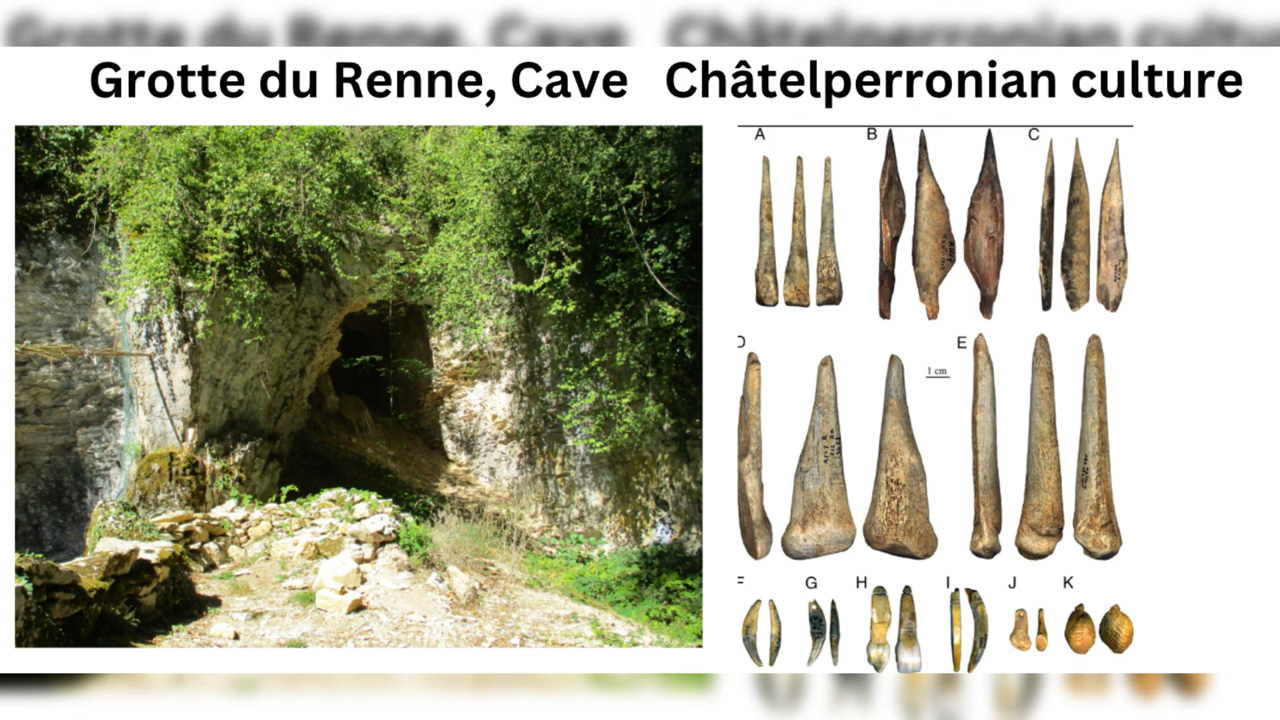 Grotte du Renne, Cave Châtelperronian culture
A B C
E
1 cm
G H I J K